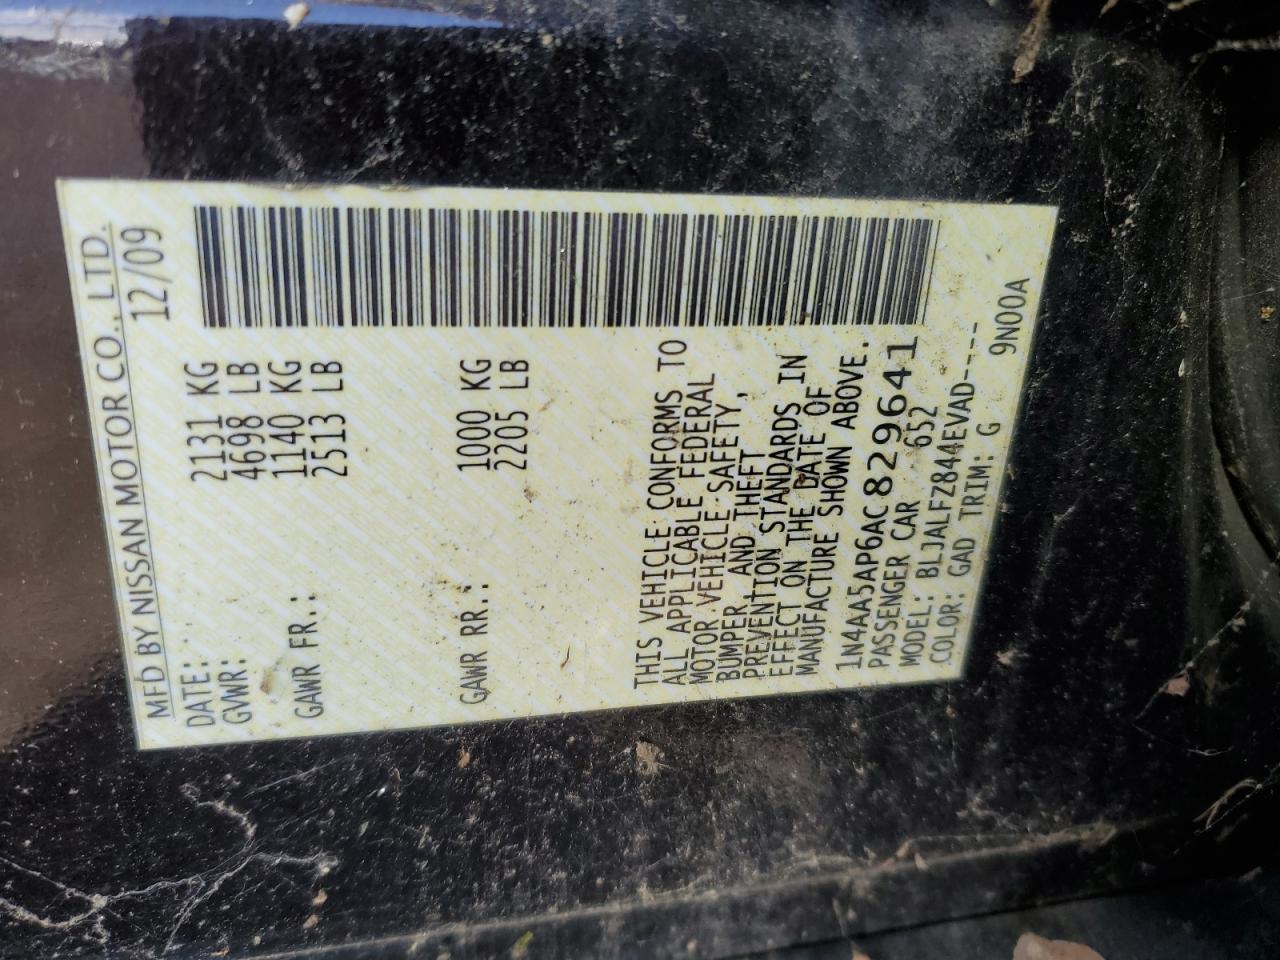 MFD BY NISSAN MOTOR CO., LTD.
DATE: 12/09
GVWR: 2131 KG
4698 LB
GAWR FR.: 1140 KG
2513 LB
GAWR RR.: 1000 KG
2205 LB
THIS VEHICLE CONFORMS TO
ALL APPLICABLE FEDERAL
MOTOR VEHICLE SAFETY,
BUMPER, AND THEFT
PREVENTION STANDARDS IN
EFFECT ON THE DATE OF
MANUFACTURE SHOWN ABOVE.
1N4AA5AP6AC829641
PASSENGER CAR 652
MODEL: BLJALFZ844EVAD----
COLOR: GAD TRIM: G 9N00A